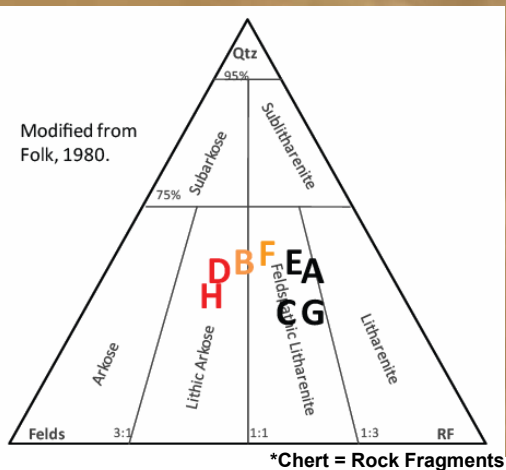 Qtz
95%
Modified from
Folk, 1980.
Subarkose
Sublitharenite
75%
F
B
E
D
A
H
C
G
Feldspathic Litharenite
Lithic Arkose
Arkose
Litharenite
Felds
3:1
1:1
1:3
RF
*Chert = Rock Fragments